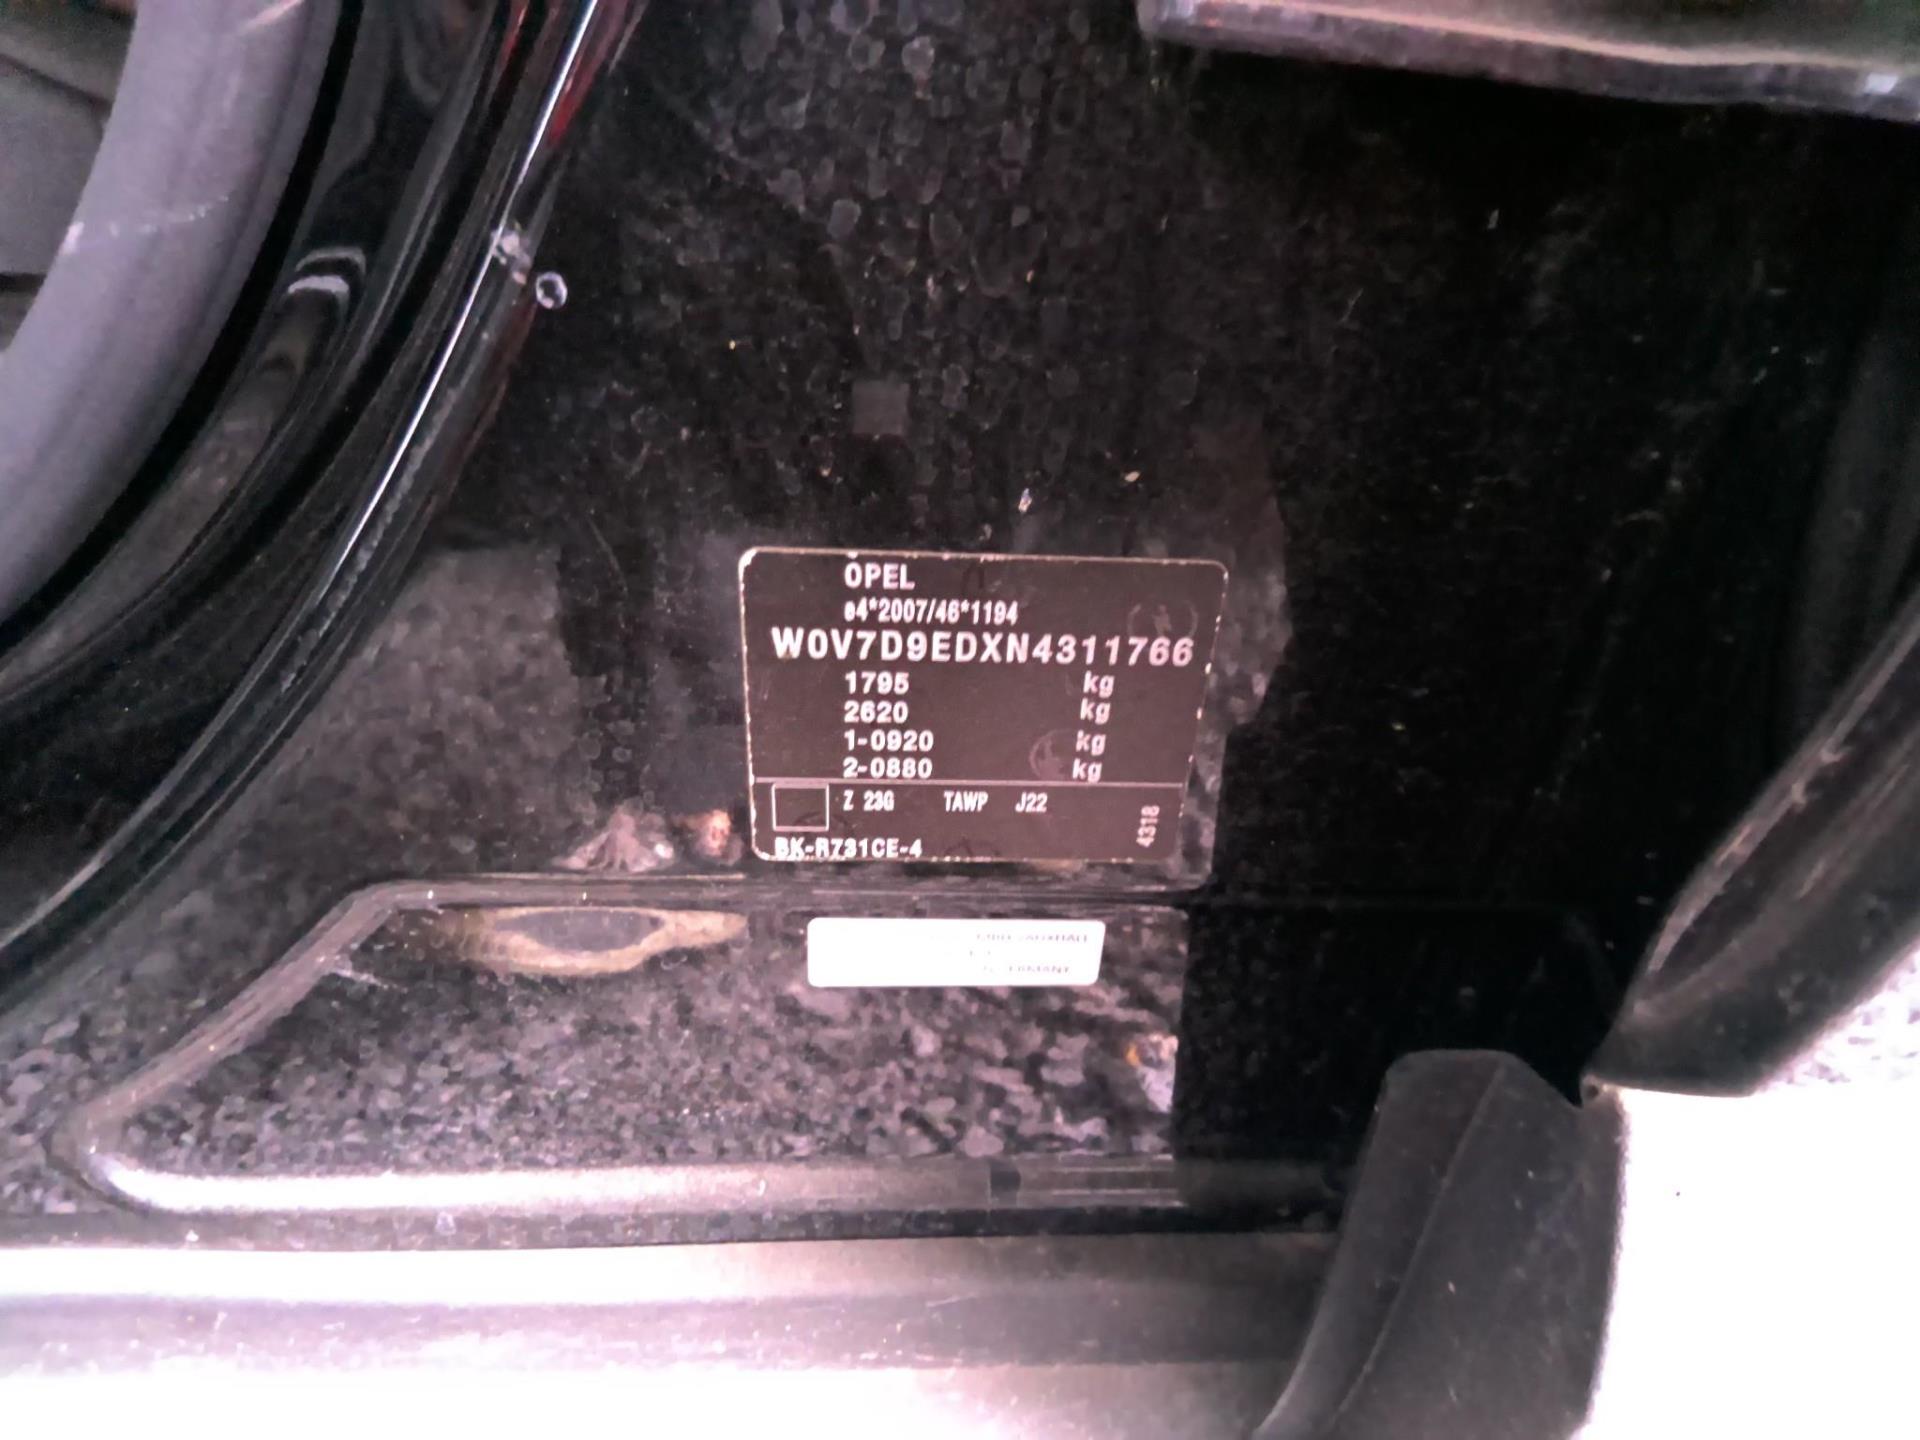 OPEL
e4*2007/46*1194
W0V7D9EDXN4311766
1795 kg
2620 kg
1-0920 kg
2-0880 kg
Z 23G TAWP J22
4318
BK-R731CE-4